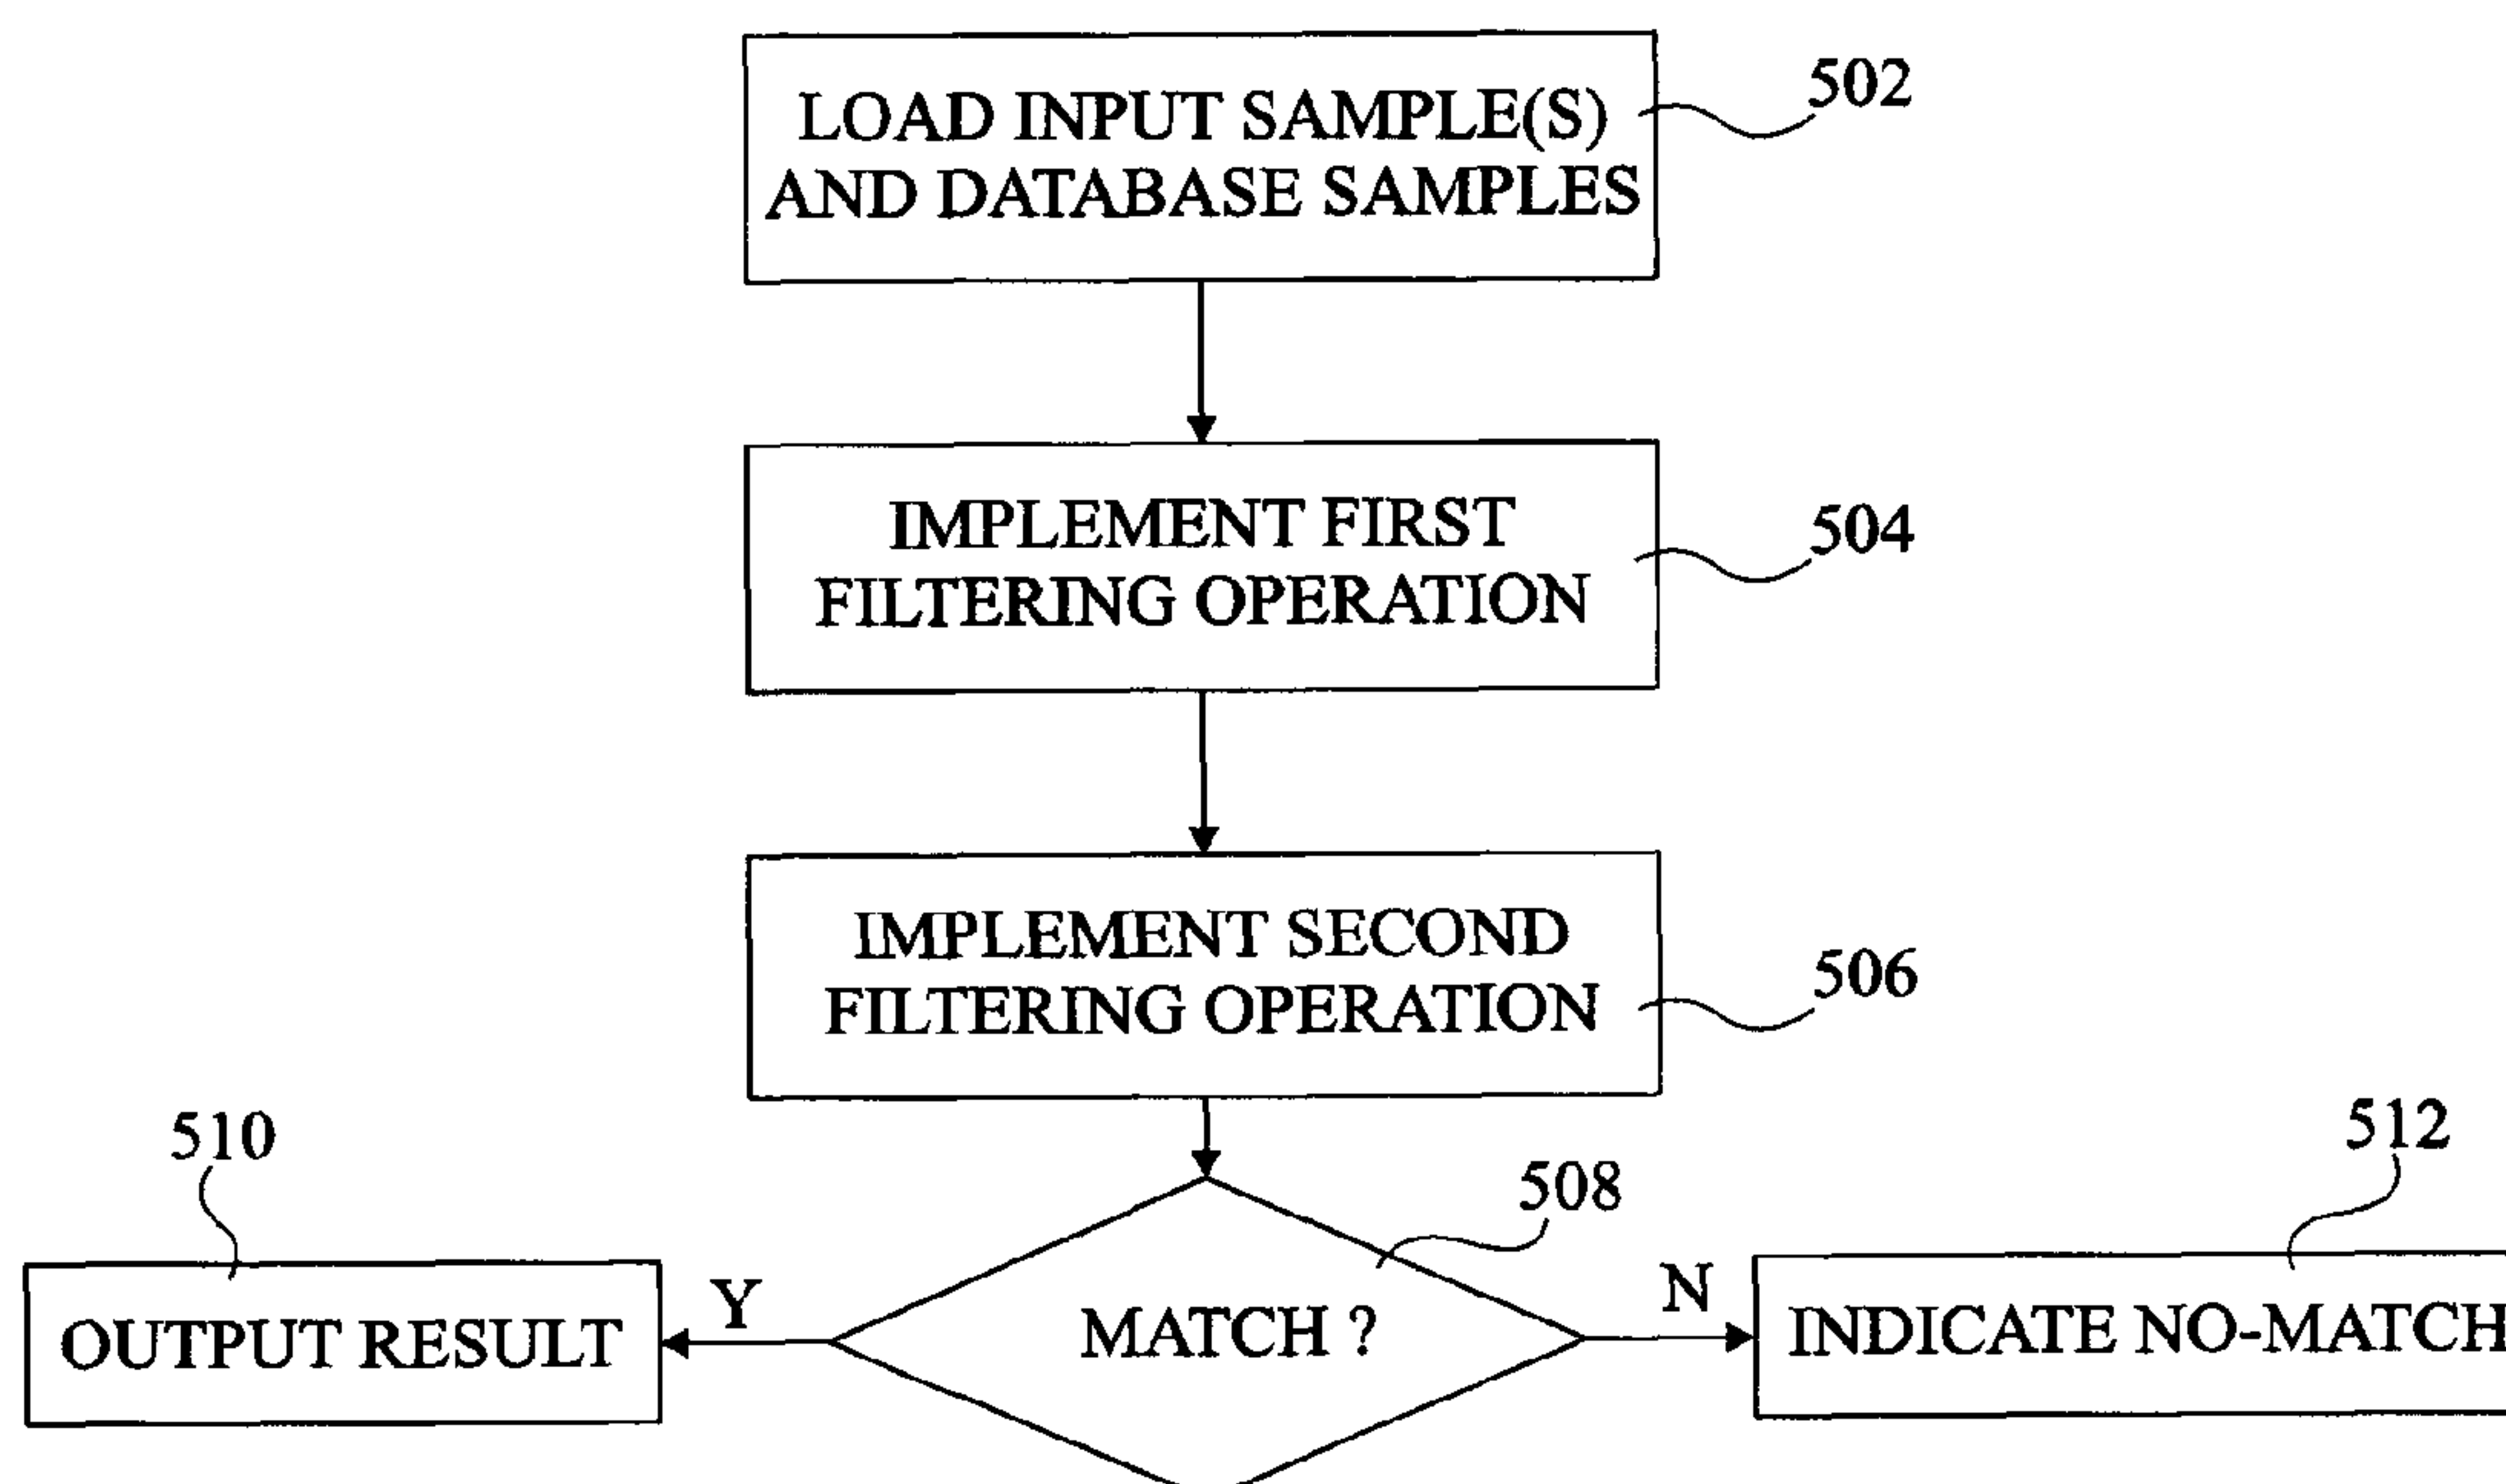 LOAD INPUT SAMPLE(S)
AND DATABASE SAMPLES
502
IMPLEMENT FIRST
FILTERING OPERATION
504
IMPLEMENT SECOND
FILTERING OPERATION
506
510
508
512
OUTPUT RESULT
Y
MATCH ?
N
INDICATE NO-MATCH